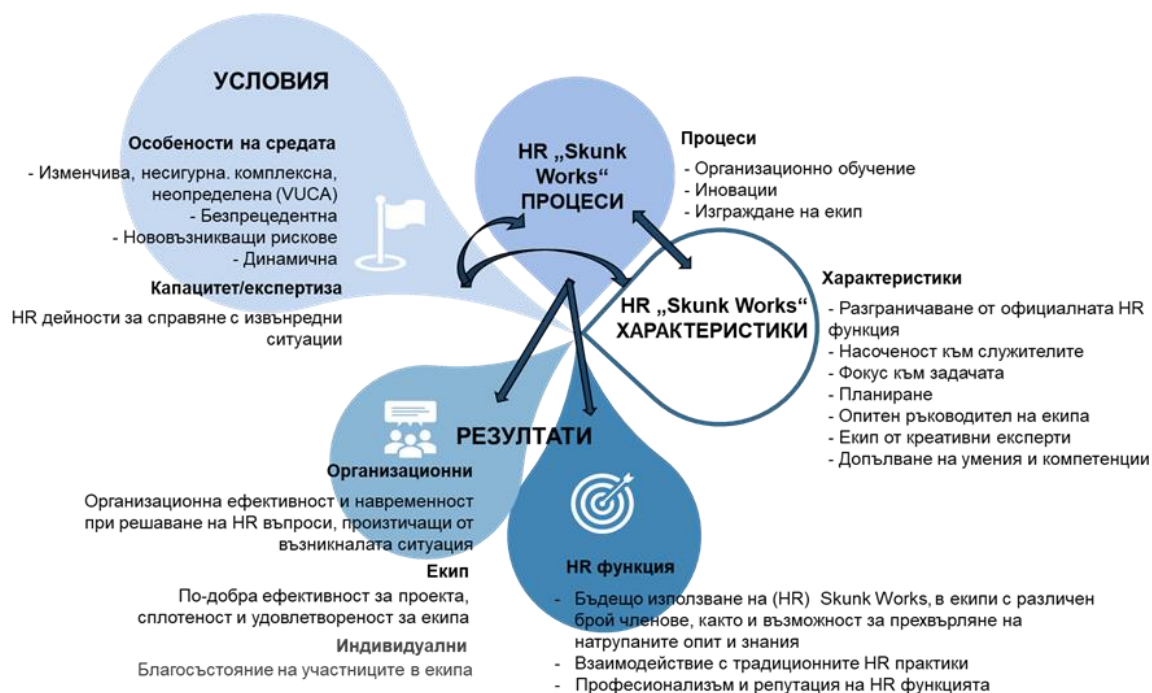 УСЛОВИЯ
Особености на средата
- Изменчива, несигурна. комплексна,
неопределена (VUCA)
- Безпрецедентна
- Нововъзникващи рискове
- Динамична
Капацитет/експертиза
HR дейности за справяне с извънредни
ситуации
HR „Skunk
Works“
ПРОЦЕСИ
Процеси
- Организационно обучение
- Иновации
- Изграждане на екип
HR „Skunk Works“
ХАРАКТЕРИСТИКИ
Характеристики
- Разграничаване от официалната HR
функция
- Насоченост към служителите
- Фокус към задачата
- Планиране
- Опитен ръководител на екипа
- Екип от креативни експерти
- Допълване на умения и компетенции
РЕЗУЛТАТИ
Организационни
Организационна ефективност и навременност
при решаване на HR въпроси, произтичащи от
възникналата ситуация
Екип
По-добра ефективност за проекта,
сплотеност и удовлетвореност за екипа
Индивидуални
Благосъстояние на участниците в екипа
HR функция
- Бъдещо използване на (HR) Skunk Works, в екипи с различен
брой членове, както и възможност за прехвърляне на
натрупаните опит и знания
- Взаимодействие с традиционните HR практики
- Професионализъм и репутация на HR функцията